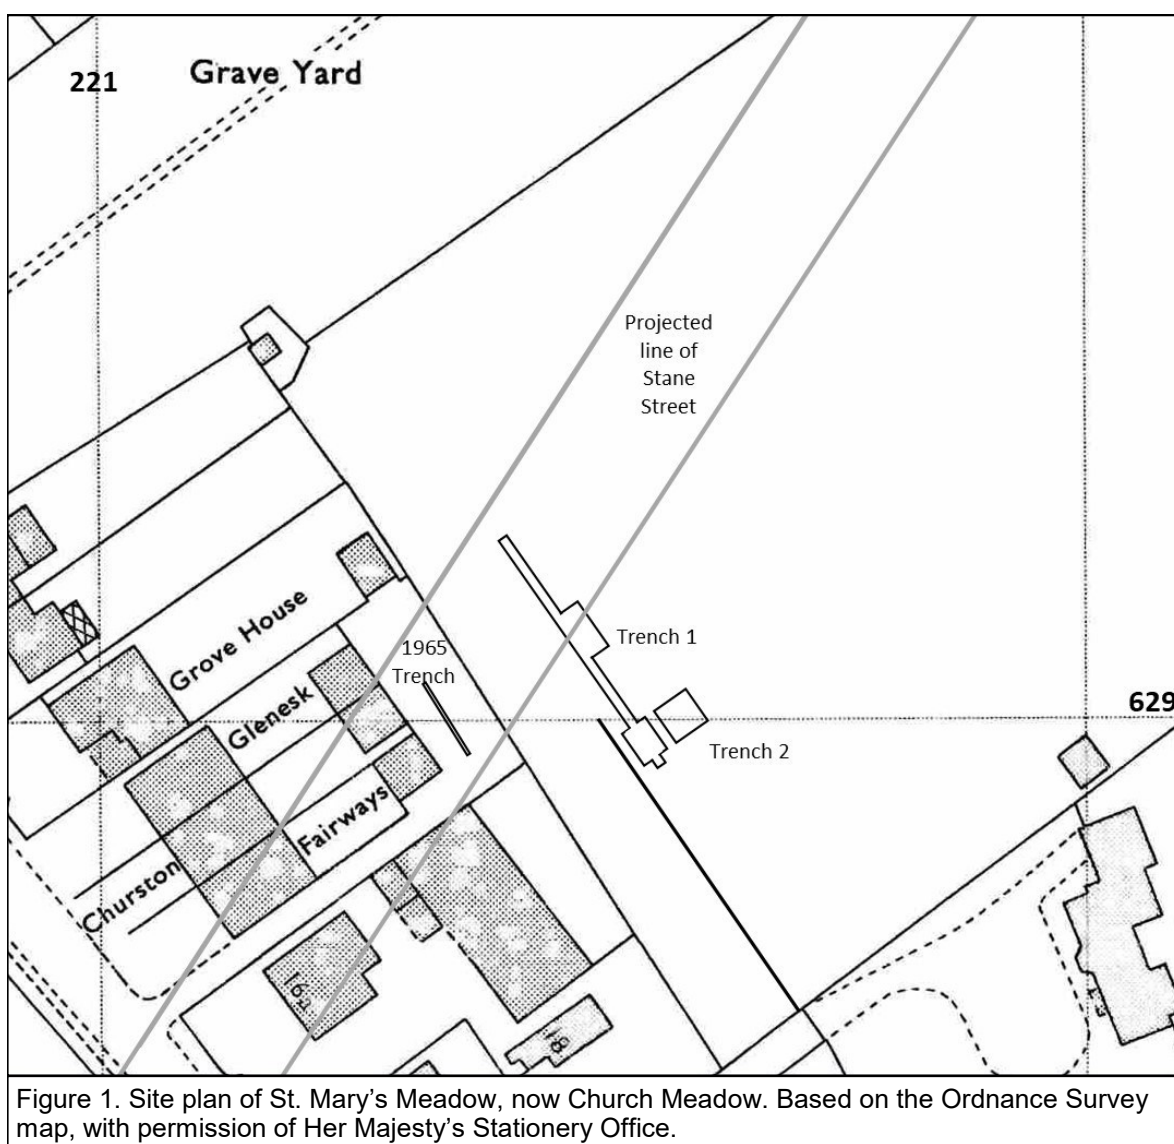 221
Grave Yard
Projected
line of
Stane
Street
Grove House
1965
Trench
Trench 1
Glenesk
629
Trench 2
Fairways
Churston
16a
18
Figure 1. Site plan of St. Mary's Meadow, now Church Meadow. Based on the Ordnance Survey
map, with permission of Her Majesty's Stationery Office.